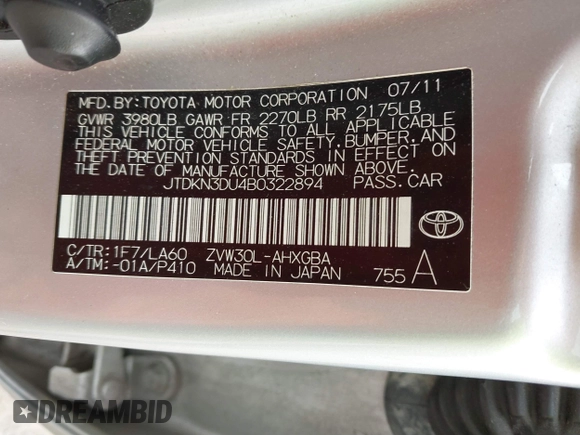 MFD. BY: TOYOTA MOTOR CORPORATION 07/11
GVWR 3980LB GAWR FR 2270LB RR 2175LB
THIS VEHICLE CONFORMS TO ALL APPLICABLE
FEDERAL MOTOR VEHICLE SAFETY, BUMPER, AND
THEFT PREVENTION STANDARDS IN EFFECT ON
THE DATE OF MANUFACTURE SHOWN ABOVE.
JTDKN3DU4B0322894 PASS. CAR
C/TR: 1F7/LA60 ZVW30L-AHXGBA
A/TM: -01A/P410 MADE IN JAPAN
755 A
TOYOTA
DREAMBID